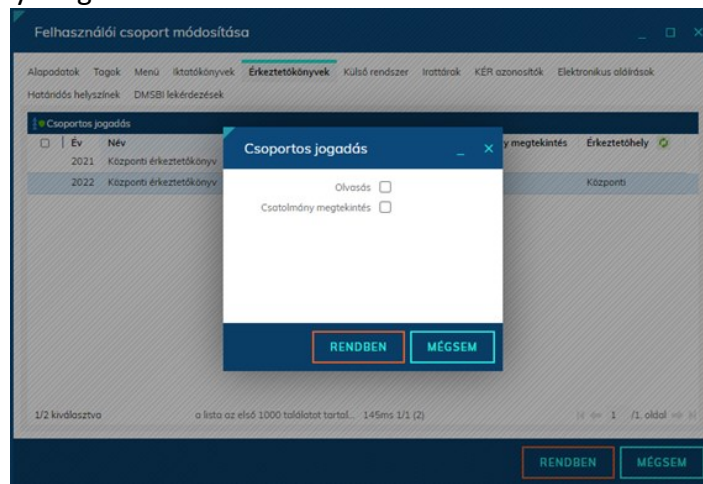 Felhasználói csoport módosítása
Alapadatok Tagok Menü Iktatókönyvek Érkeztetőkönyvek Külső rendszer Irattárak KÉR azonosítók Elektronikus aláírások
Határidős helyszínek DMSBI lekérdezések
Csoportos jogadás
Év Név y megtekintés Érkeztetőhely
2021 Központi érkeztetőkönyv
2022 Központi érkeztetőkönyv Központi
Csoportos jogadás
Olvasás
Csatolmány megtekintés
RENDBEN MÉGSEM
1/2 kiválasztva a lista az első 1000 találatot tartal... 145ms 1/1 (2) 1 /1. oldal
RENDBEN MÉGSEM